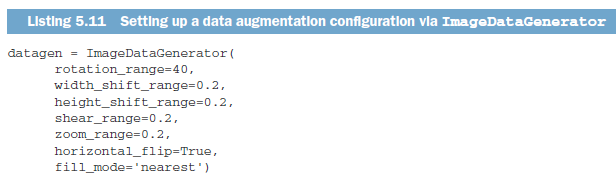 Listing 5.11 Setting up a data augmentation configuration via ImageDataGenerator
datagen = ImageDataGenerator(
      rotation_range=40,
      width_shift_range=0.2,
      height_shift_range=0.2,
      shear_range=0.2,
      zoom_range=0.2,
      horizontal_flip=True,
      fill_mode='nearest')